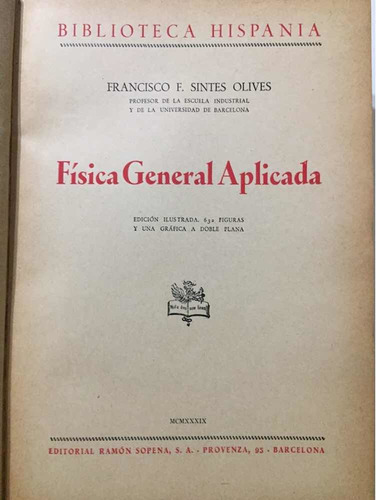 BIBLIOTECA HISPANIA
FRANCISCO F. SINTES OLIVES
PROFESOR DE LA ESCUELA INDUSTRIAL
Y DE LA UNIVERSIDAD DE BARCELONA
Física General Aplicada
EDICIÓN ILUSTRADA. 632 FIGURAS
Y UNA GRÁFICA A DOBLE PLANA
MCMXXXIX
EDITORIAL RAMÓN SOPENA, S. A. - PROVENZA, 95 - BARCELONA